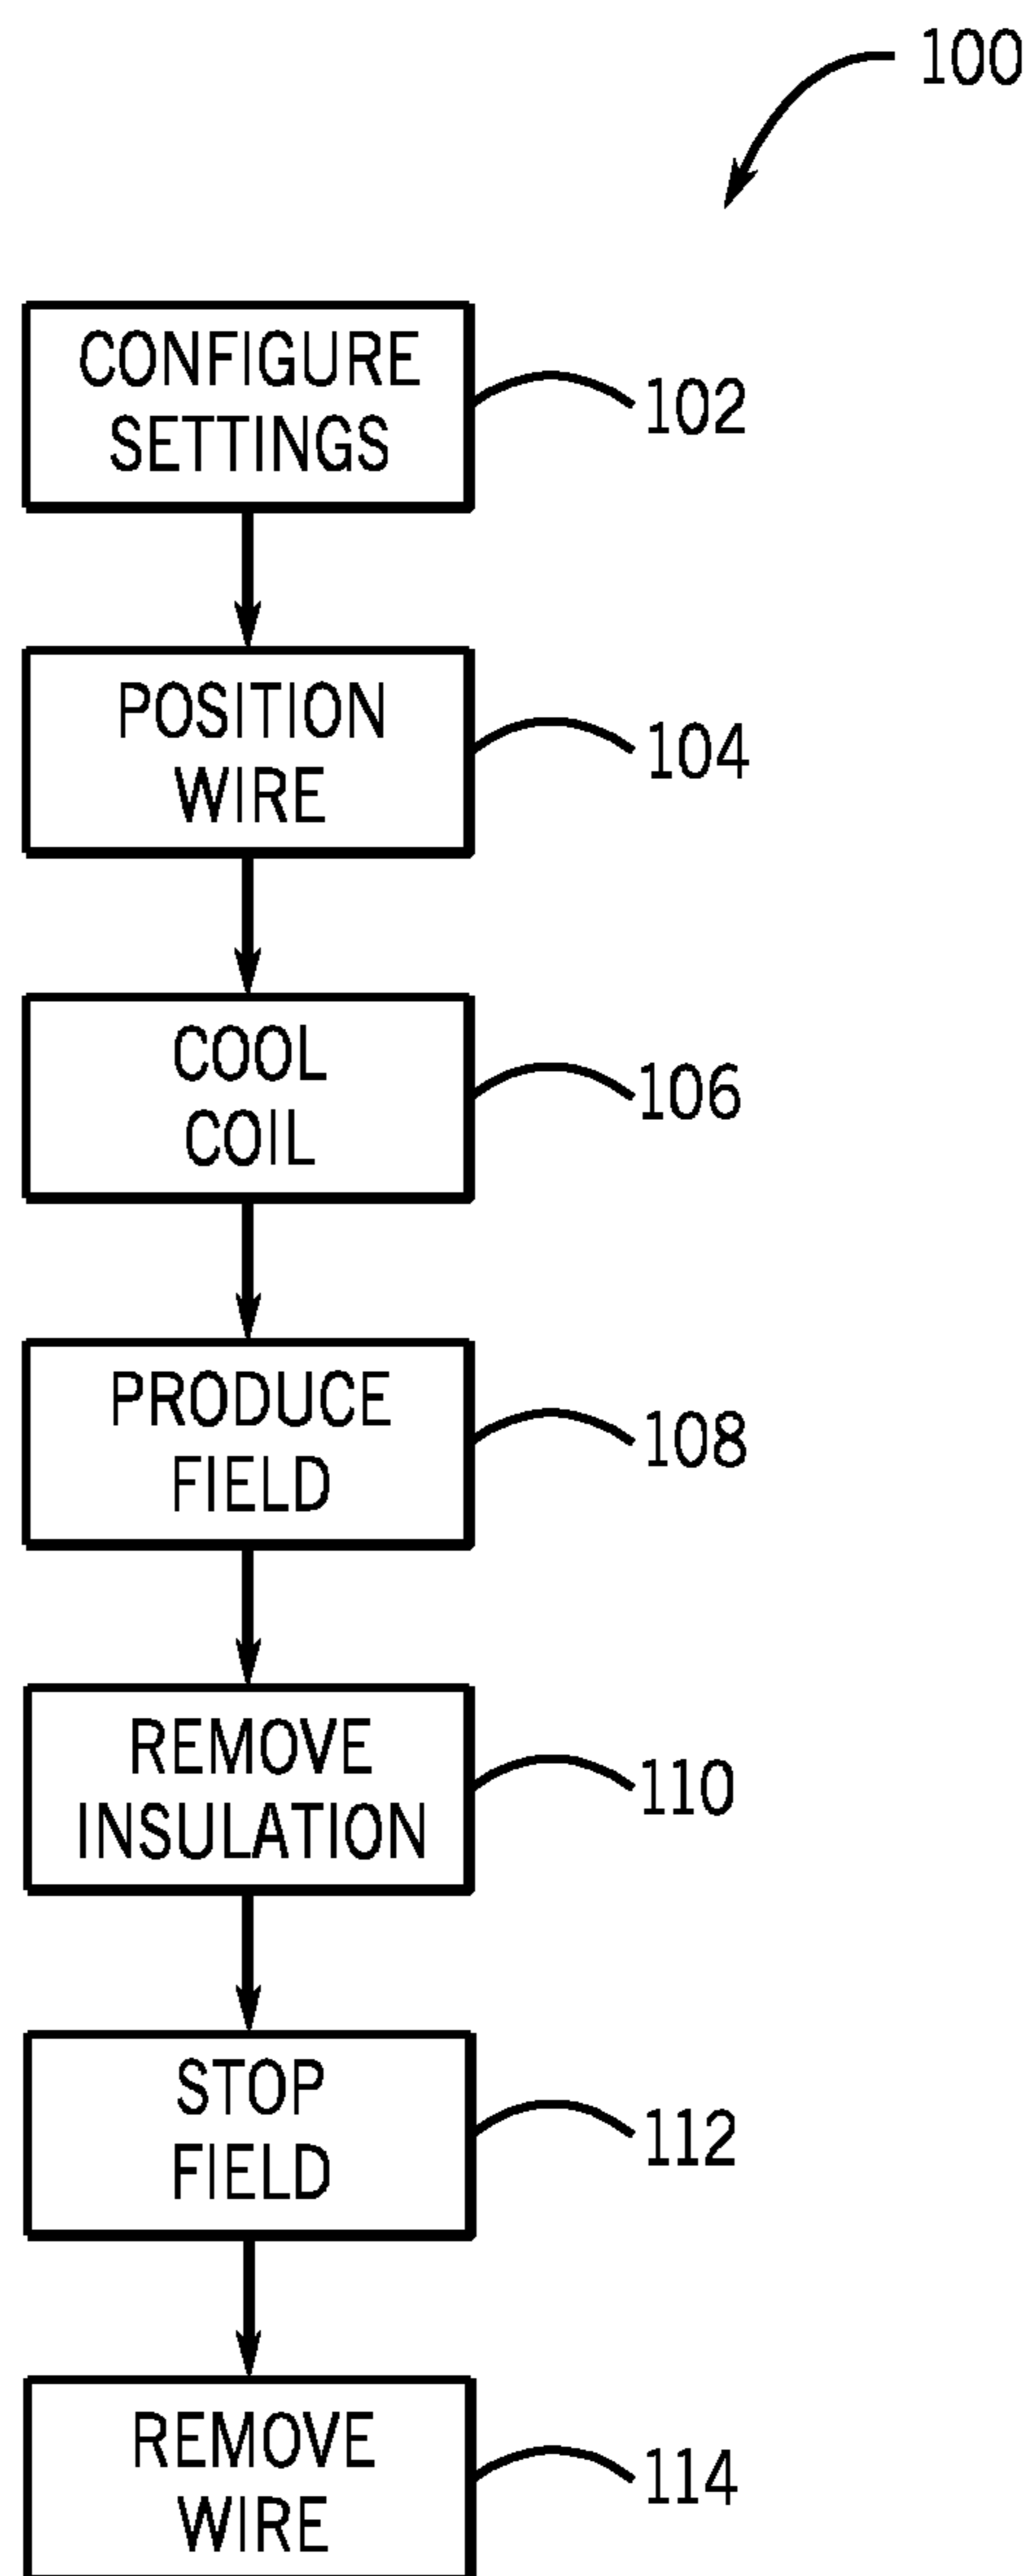 100
CONFIGURE
SETTINGS
102
POSITION
WIRE
104
COOL
COIL
106
PRODUCE
FIELD
108
REMOVE
INSULATION
110
STOP
FIELD
112
REMOVE
WIRE
114